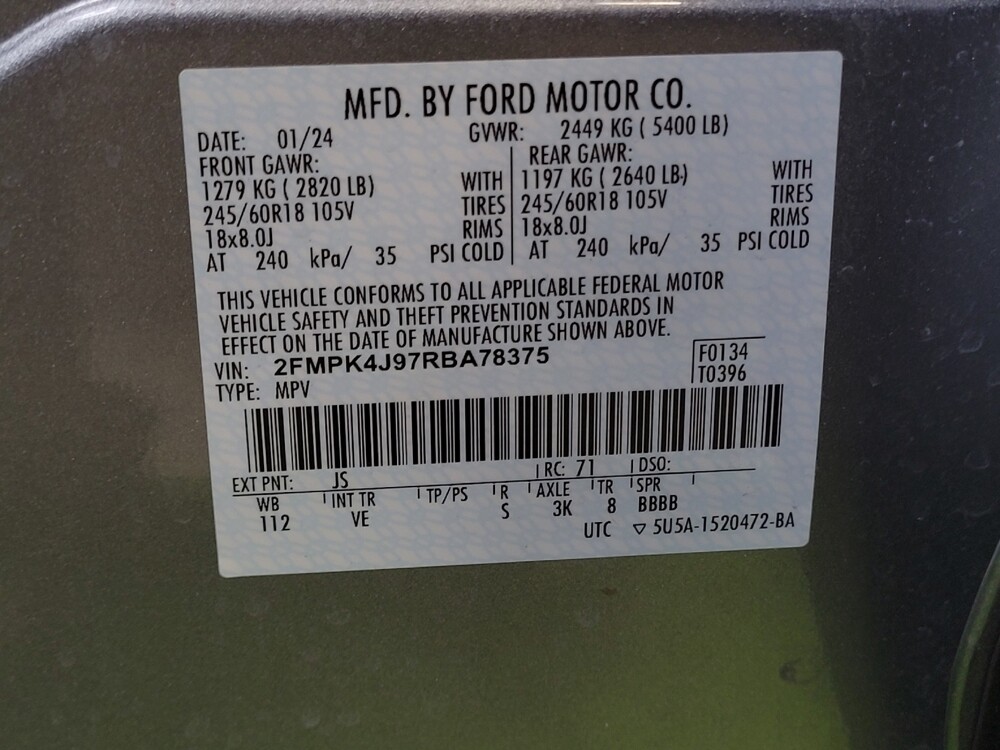 MFD. BY FORD MOTOR CO.
DATE: 01/24 GVWR: 2449 KG ( 5400 LB)
FRONT GAWR: REAR GAWR:
1279 KG ( 2820 LB) WITH 1197 KG ( 2640 LB) WITH
245/60R18 105V TIRES 245/60R18 105V TIRES
18x8.0J RIMS 18x8.0J RIMS
AT 240 kPa/ 35 PSI COLD AT 240 kPa/ 35 PSI COLD
THIS VEHICLE CONFORMS TO ALL APPLICABLE FEDERAL MOTOR
VEHICLE SAFETY AND THEFT PREVENTION STANDARDS IN
EFFECT ON THE DATE OF MANUFACTURE SHOWN ABOVE.
VIN: 2FMPK4J97RBA78375 F0134
TYPE: MPV T0396
EXT PNT: JS RC: 71 DSO:
WB INT TR TP/PS R AXLE TR SPR
112 VE S 3K 8 BBBB
UTC ▽ 5U5A-1520472-BA